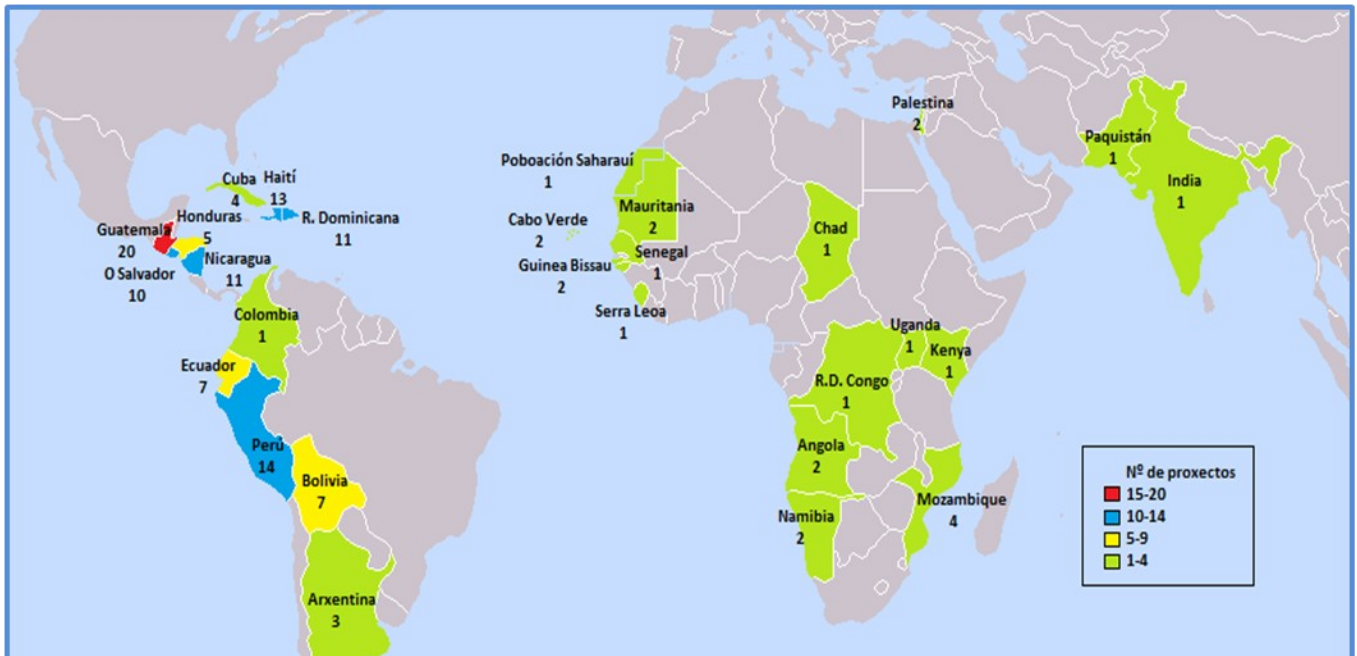 Cuba
4
Haití
13
R. Dominicana
11
Guatemala
20
Honduras
5
O Salvador
10
Nicaragua
11
Colombia
1
Ecuador
7
Perú
14
Bolivia
7
Arxentina
3
Poboación Saharauí
1
Mauritania
2
Cabo Verde
2
Senegal
1
Guinea Bissau
2
Serra Leoa
1
Chad
1
Palestina
2
Paquistán
1
India
1
Uganda
1
Kenya
1
R.D. Congo
1
Angola
2
Namibia
2
Mozambique
4
Nº de proxectos
15-20
10-14
5-9
1-4